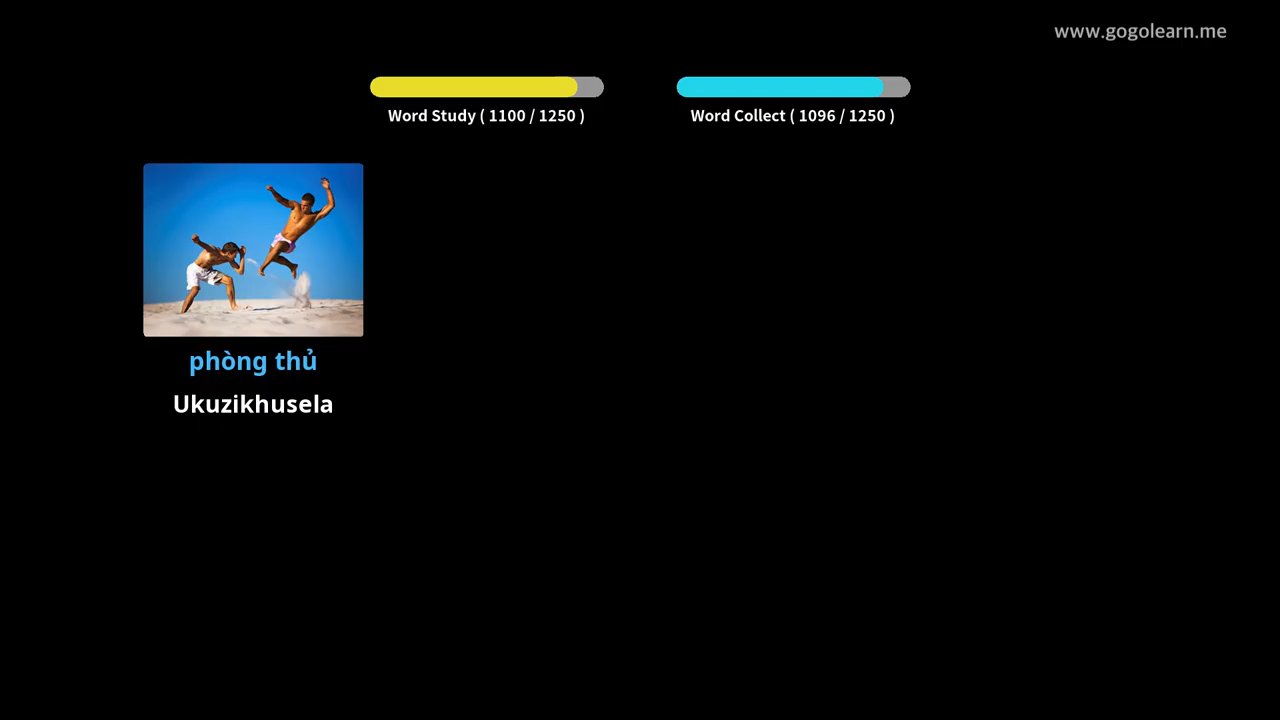 www.gogolearn.me
Word Study ( 1100 / 1250 )
Word Collect ( 1096 / 1250 )
phòng thủ
Ukuzikhusela